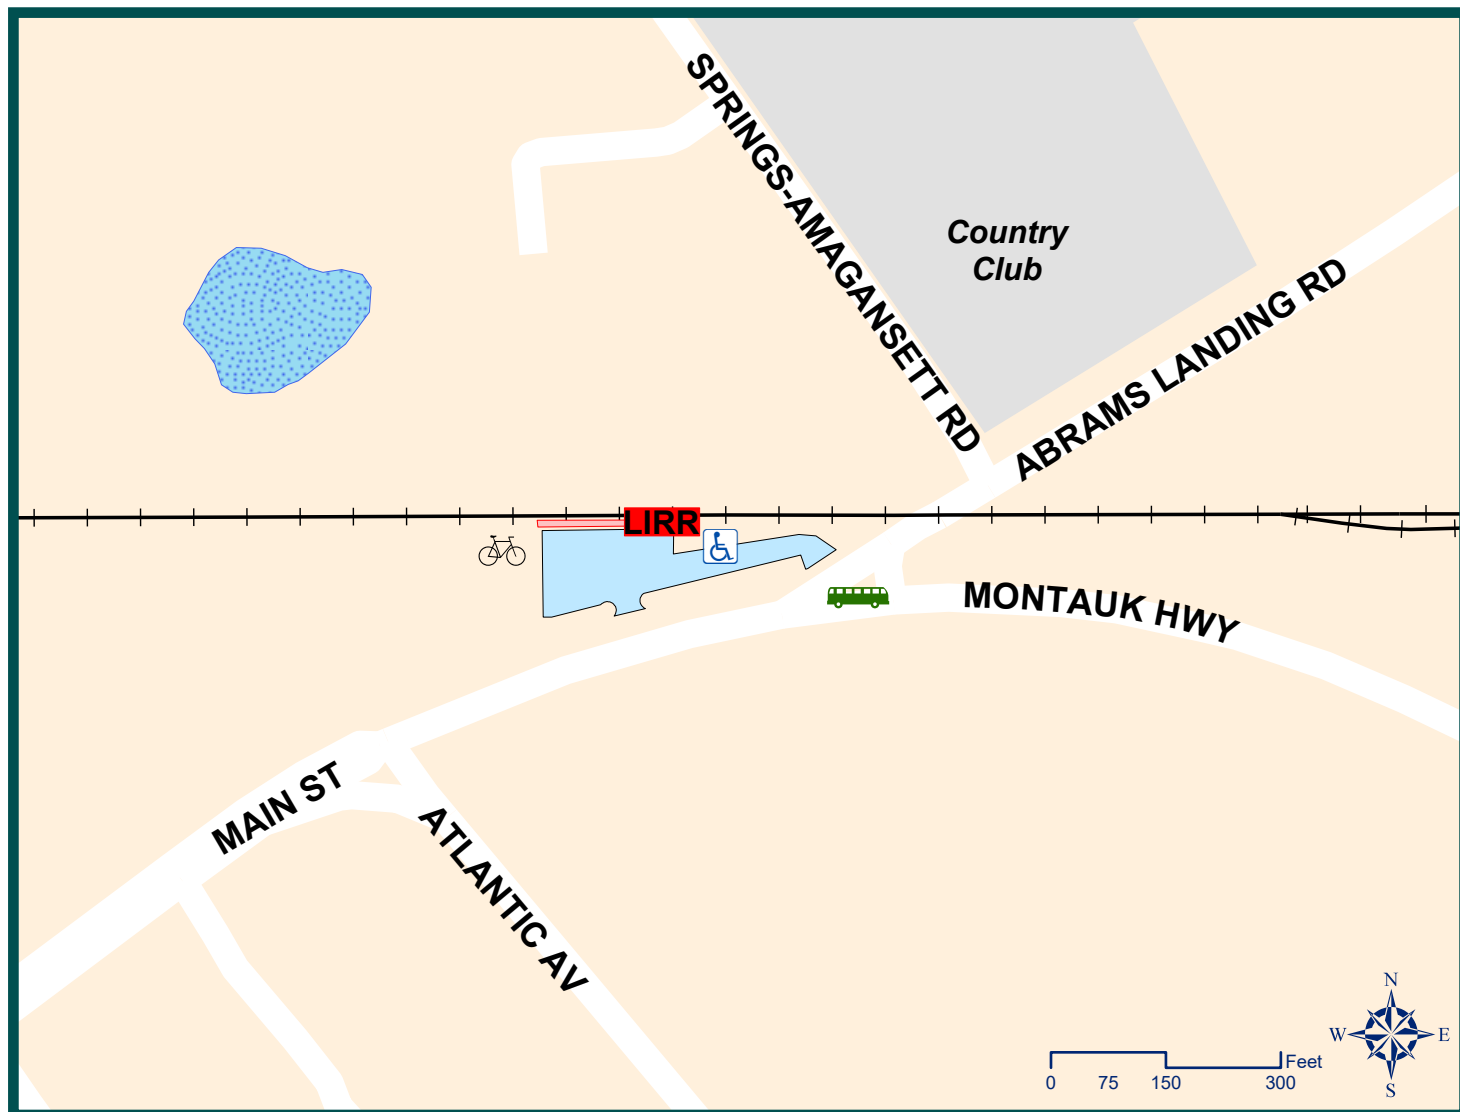 SPRINGS-AMAGANSETT RD
Country
Club
ABRAMS LANDING RD
LIRR
MONTAUK HWY
MAIN ST
ATLANTIC AV
N
W
E
S
Feet
0 75 150 300